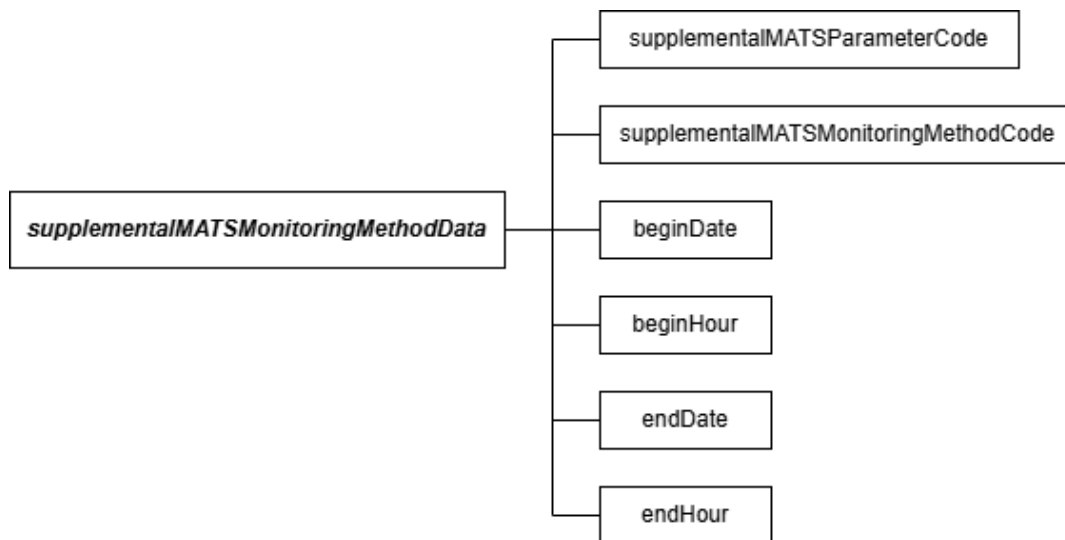 supplementalMATSParameterCode
supplementalMATSMonitoringMethodCode
supplementalMATSMonitoringMethodData
beginDate
beginHour
endDate
endHour